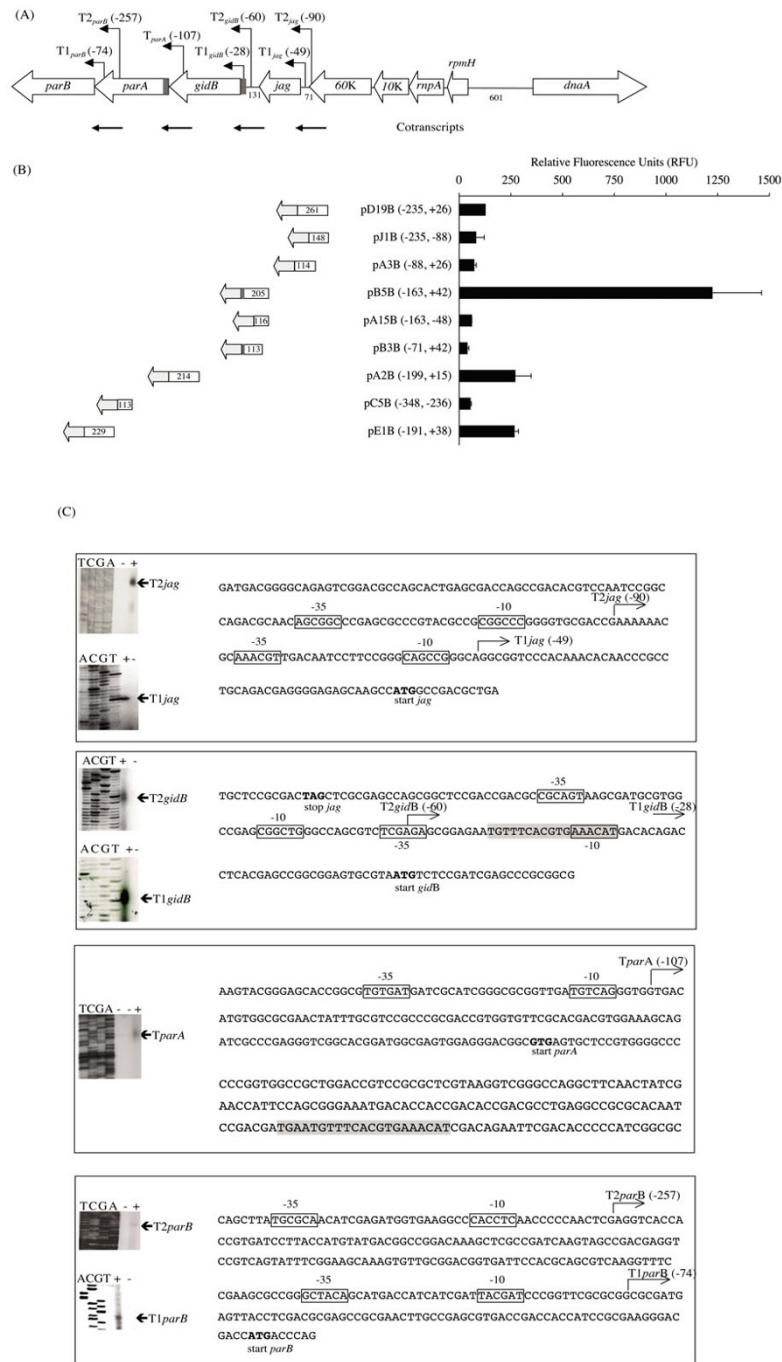 (A)
T2parB (-257)
T1parB (-74)
TparA (-107)
T2gidB (-60)
T1gidB (-28)
T2jag (-90)
T1jag (-49)
parB parA gidB 131 jag 71 60K 10K rnpA rpmH 601 dnaA
Cotranscripts
(B)
Relative Fluorescence Units (RFU)
0 250 500 750 1000 1250 1500
261 pD19B (-235, +26)
148 pJ1B (-235, -88)
114 pA3B (-88, +26)
205 pB5B (-163, +42)
116 pA15B (-163, -48)
113 pB3B (-71, +42)
214 pA2B (-199, +15)
113 pC5B (-348, -236)
229 pE1B (-191, +38)
(C)
TCGA - +
T2jag
GATGACGGGGCAGAGTCGGACGCCAGCACTGAGCGACCAGCCGACACGTCCAATCCGGC
-35 -10 T2jag (-90)
CAGACGCAACAGCGGCCCGAGCGCCCGTACGCCGCGGCCCGGGGTGCGACCGAAAAAAC
ACGT +-
T1jag
-35 -10 T1jag (-49)
GCAAACGTTGACAATCCTTCCGGGCAGCCGGGCAGGCGGTCCCACAAACACAACCCGCC
TGCAGACGAGGGGAGAGCAAGCCATGGCCGACGCTGA
start jag
ACGT + -
T2gidB
-35
TGCTCCGCGACTAGCTCGCGAGCCAGCGGCTCCGACCGACGCCGCAGTAAGCGATGCGTGG
stop jag T2gidB (-60) T1gidB (-28)
-10
CCGAGCGGCTGGGCCAGCGTCTCGAGAGCGGAGAATGTTTCACGTGAAACATGACACAGAC
-35 -10
ACGT +-
T1gidB
CTCACGAGCCGGCGGAGTGCGTAATGTCTCCGATCGAGCCCGCGGCG
start gidB
TparA (-107)
-35 -10
AAGTACGGGAGCACCGGCGTGTGATGATCGCATCGGGCGCGGTTGATGTCAGGGTGGTGAC
TCGA - - +
TparA
ATGTGGCGCGAACTATTTGCGTCCGCCCGCGACCGTGGTGTTCGCACGACGTGGAAAGCAG
ATCGCCCGAGGGTCGGCACGGATGGCGAGTGGAGGGACGGCGTGAGTGCTCCGTGGGGCCC
start parA
CCCGGTGGCCGCTGGACCGTCCGCGCTCGTAAGGTCGGGCCAGGCTTCAACTATCG
AACCATTCCAGCGGGAAATGACACCACCGACACCGACGCCTGAGGCCGCGCACAAT
CCGACGATGAATGTTTCACGTGAAACATCGACAGAATTCGACACCCCCATCGGCGC
TCGA - +
T2parB
-35 -10 T2parB (-257)
CAGCTTATGCGCAACATCGAGATGGTGAAGGCCCACCTCAACCCCCAACTCGAGGTCACCA
CCGTGATCCTTACCATGTATGACGGCCGGACAAAGCTCGCCGATCAAGTAGCCGACGAGGT
CCGTCAGTATTTCGGAAGCAAAGTGTTGCGGACGGTGATTCCACGCAGCGTCAAGGTTTC
ACGT + -
T1parB
-35 -10 T1parB (-74)
CGAAGCGCCGGGCTACAGCATGACCATCATCGATTACGATCCCGGTTCGCGCGGCGCGATG
AGTTACCTCGACGCGAGCCGCGAACTTGCCGAGCGTGACCGACCACCATCCGCGAAGGGAC
GACCATGACCCAG
start parB